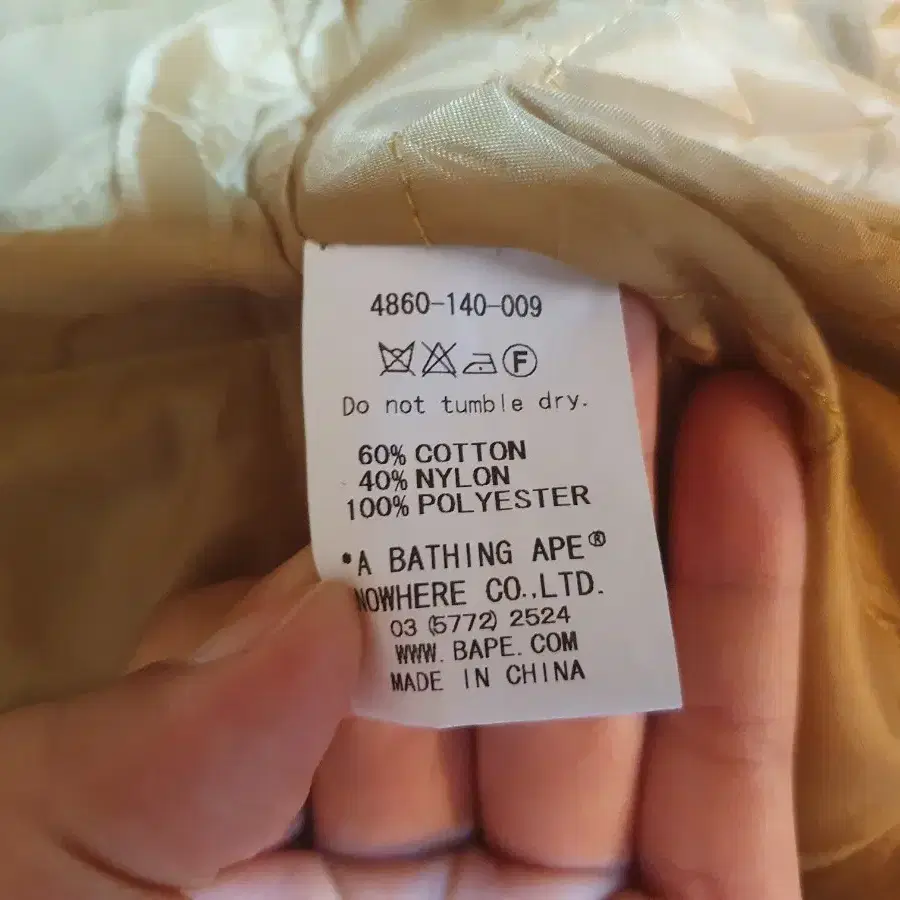 4860-140-009
F
Do not tumble dry.
60% COTTON
40% NYLON
100% POLYESTER
*A BATHING APE®
NOWHERE CO.,LTD.
03 (5772) 2524
WWW. BAPE. COM
MADE IN CHINA